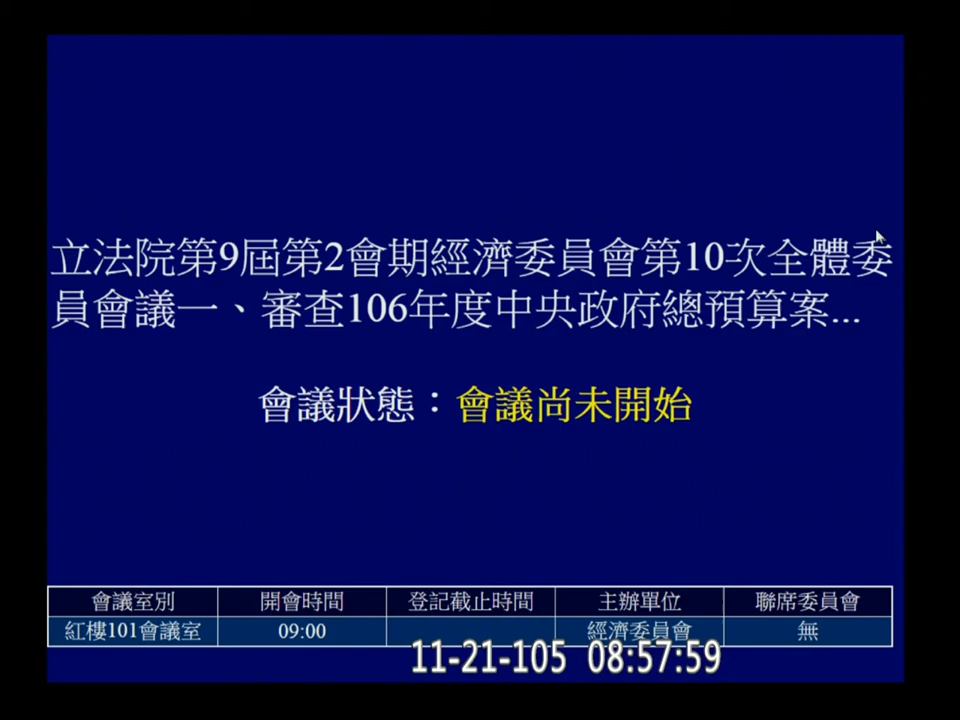 立法院第9屆第2會期經濟委員會第10次全體委
員會議一、審查106年度中央政府總預算案...
會議狀態：會議尚未開始
會議室別 開會時間 登記截止時間 主辦單位 聯席委員會
紅樓101會議室 09:00 經濟委員會 無
11-21-105 08:57:59